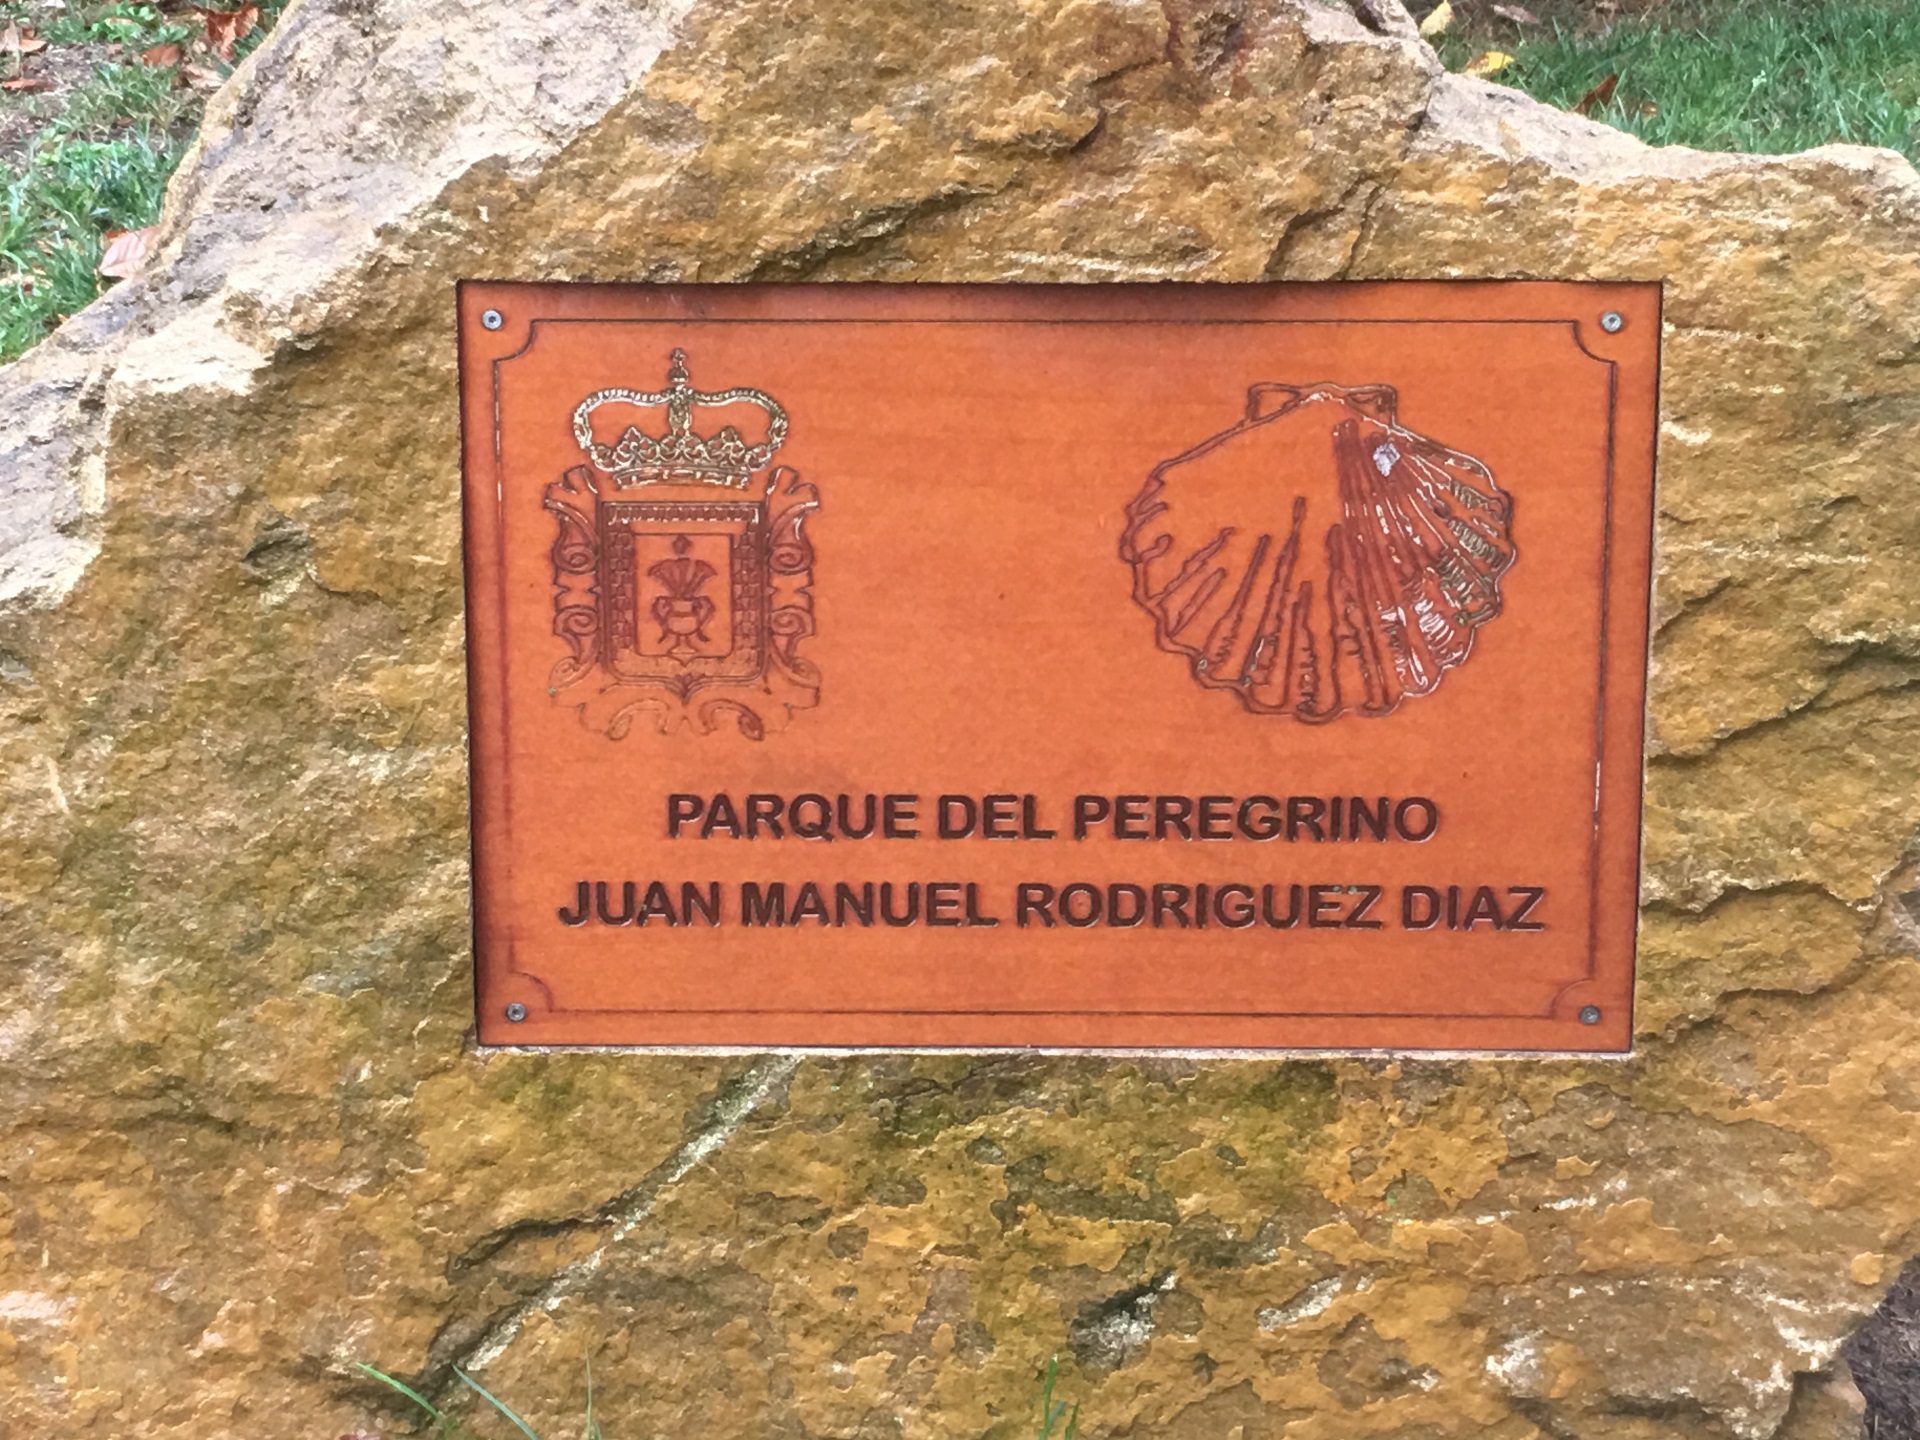 PARQUE DEL PEREGRINO
JUAN MANUEL RODRIGUEZ DIAZ